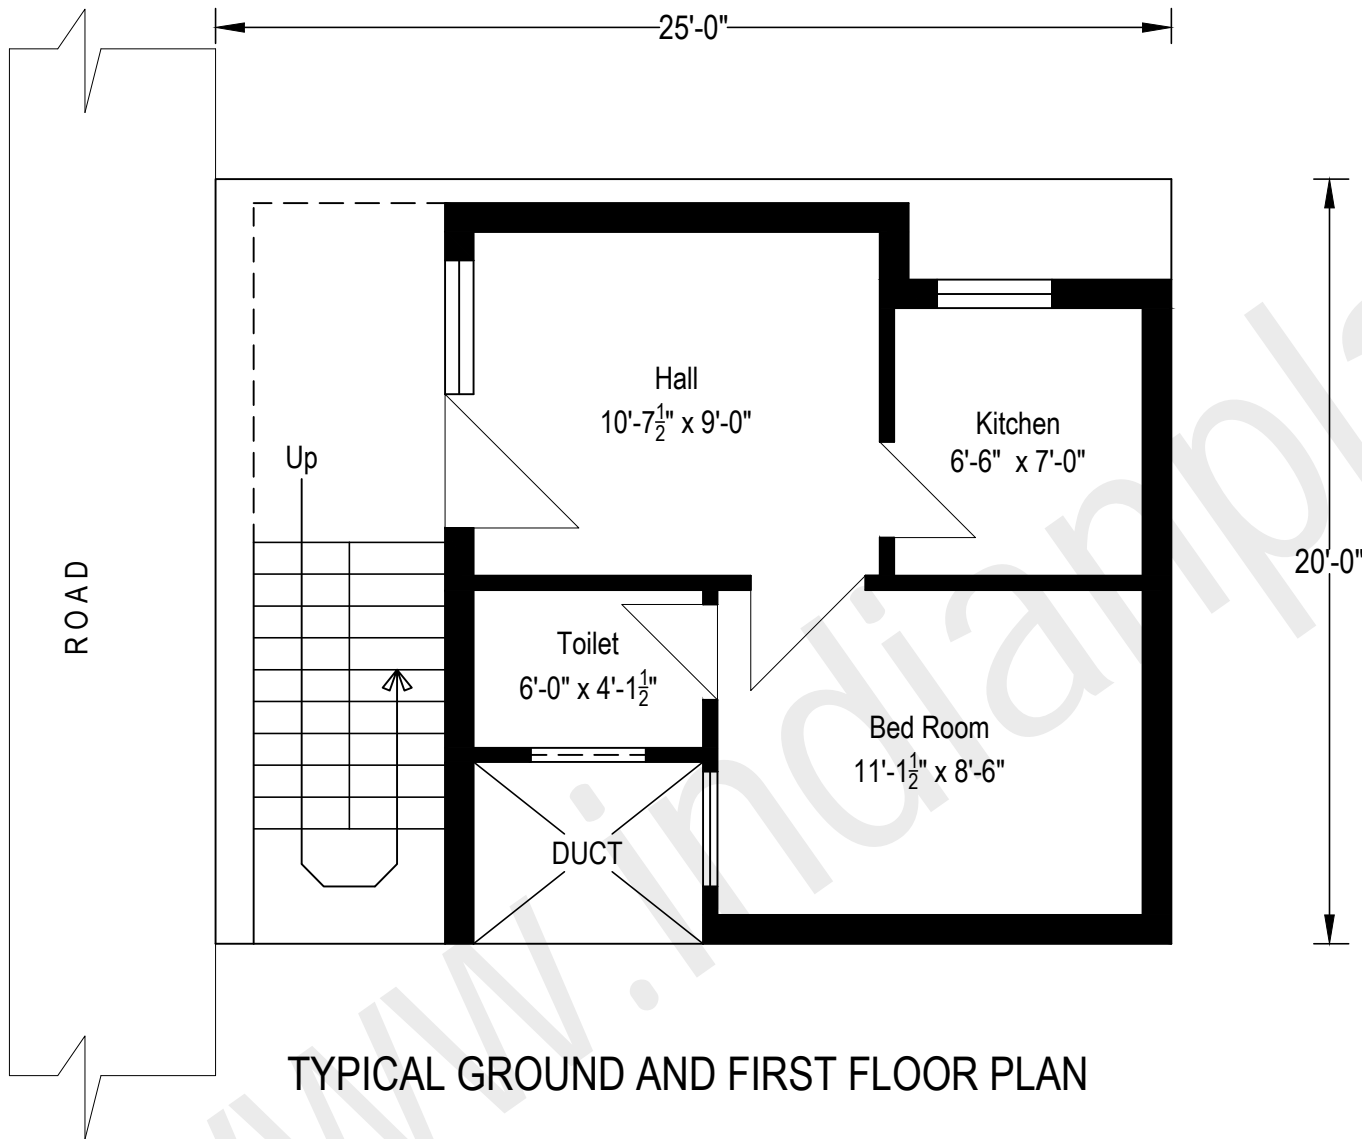 25'-0"
Hall
10'-7½" x 9'-0"
Kitchen
6'-6" x 7'-0"
Up
20'-0"
ROAD
Toilet
6'-0" x 4'-1½"
Bed Room
11'-1½" x 8'-6"
DUCT
TYPICAL GROUND AND FIRST FLOOR PLAN
www.indianpla